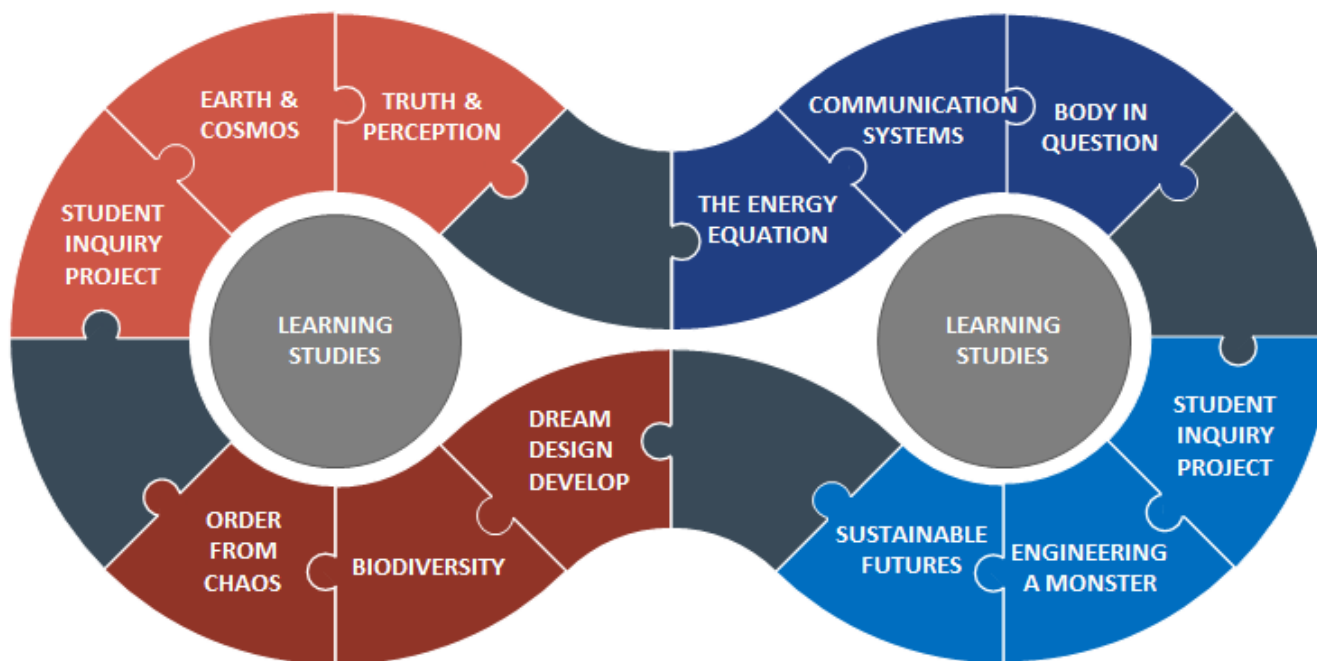 EARTH &
COSMOS
TRUTH &
PERCEPTION
COMMUNICATION
SYSTEMS
BODY IN
QUESTION
STUDENT
INQUIRY
PROJECT
THE ENERGY
EQUATION
LEARNING
STUDIES
LEARNING
STUDIES
STUDENT
INQUIRY
PROJECT
DREAM
DESIGN
DEVELOP
ORDER
FROM
CHAOS
BIODIVERSITY
SUSTAINABLE
FUTURES
ENGINEERING
A MONSTER